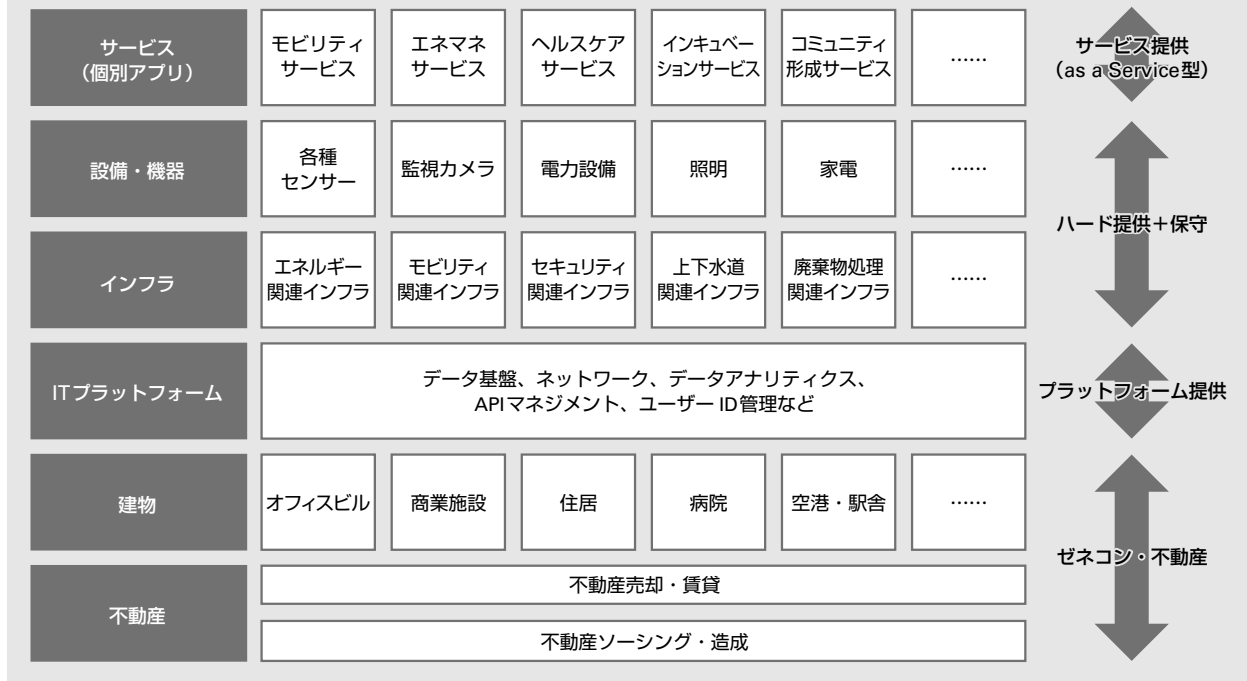 サービス
（個別アプリ）
モビリティ
サービス
エネマネ
サービス
ヘルスケア
サービス
インキュベー
ションサービス
コミュニティ
形成サービス
……
サービス提供
（as a Service型）
設備・機器
各種
センサー
監視カメラ
電力設備
照明
家電
……
ハード提供＋保守
インフラ
エネルギー
関連インフラ
モビリティ
関連インフラ
セキュリティ
関連インフラ
上下水道
関連インフラ
廃棄物処理
関連インフラ
……
ITプラットフォーム
データ基盤、ネットワーク、データアナリティクス、
APIマネジメント、ユーザーID管理など
プラットフォーム提供
建物
オフィスビル
商業施設
住居
病院
空港・駅舎
……
ゼネコン・不動産
不動産
不動産売却・賃貸
不動産ソーシング・造成